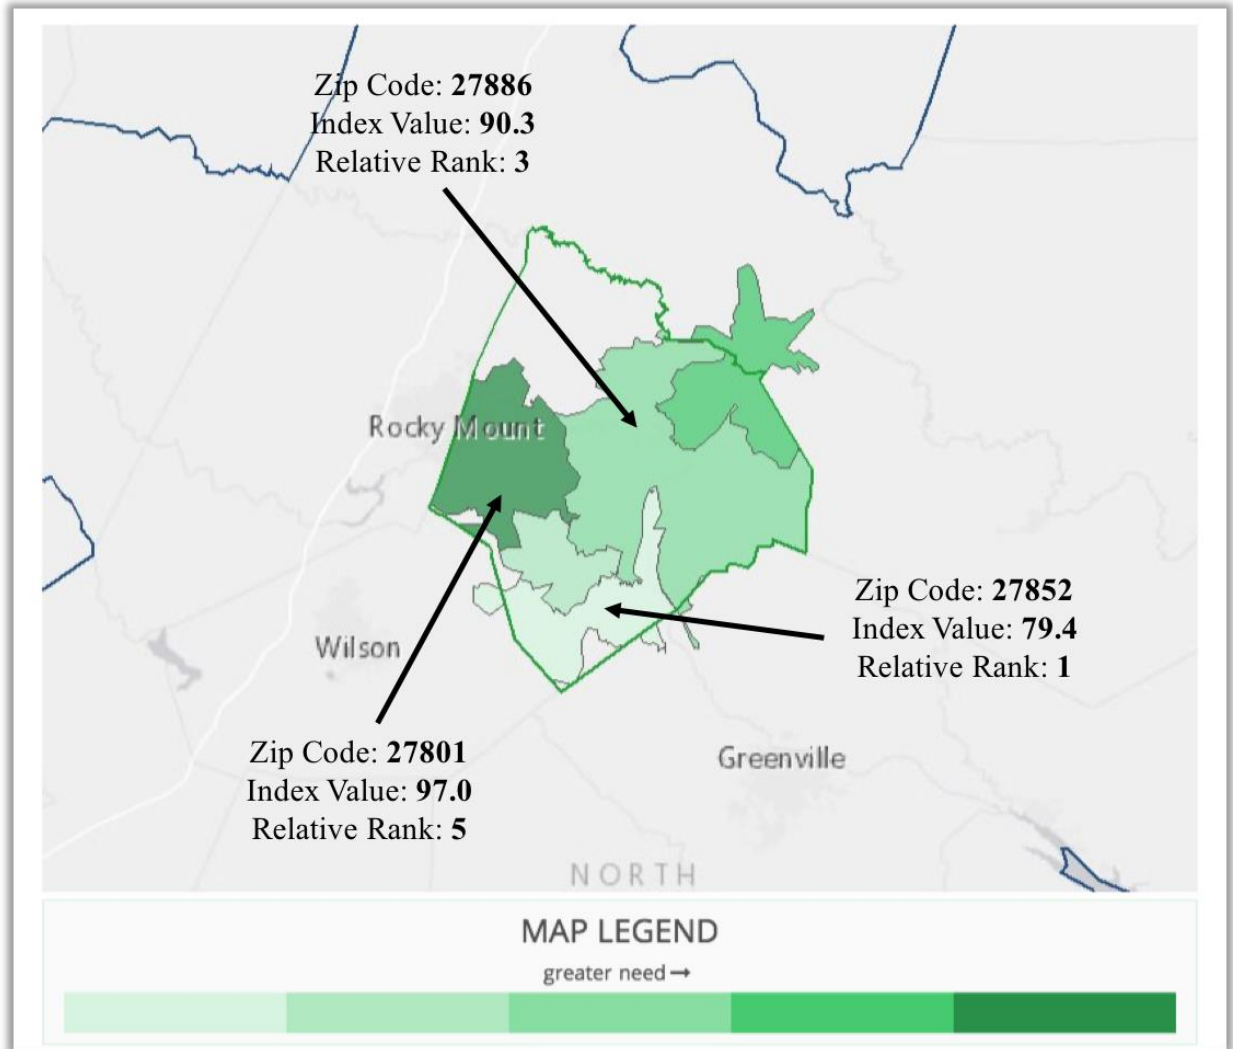 Zip Code: 27886
Index Value: 90.3
Relative Rank: 3
Rocky Mount
Zip Code: 27852
Index Value: 79.4
Relative Rank: 1
Wilson
Zip Code: 27801
Index Value: 97.0
Relative Rank: 5
Greenville
NORTH
MAP LEGEND
greater need→